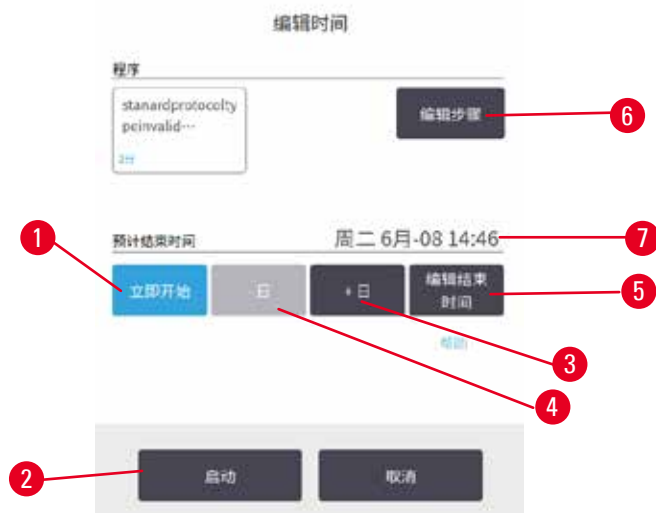 编辑时间
程序
stanardprotocolty
peinvalid…
2分
编辑步骤
6
1
预计结束时间
周二 6月-08 14:46
7
立即开始
- 日
+ 日
编辑结束
时间
5
帮助
3
4
2
启动
取消